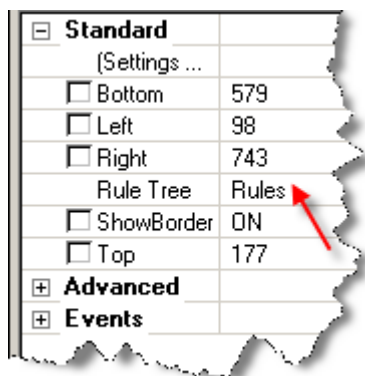 Standard
(Settings ...
Bottom 579
Left 98
Right 743
Rule Tree Rules
ShowBorder ON
Top 177
Advanced
Events